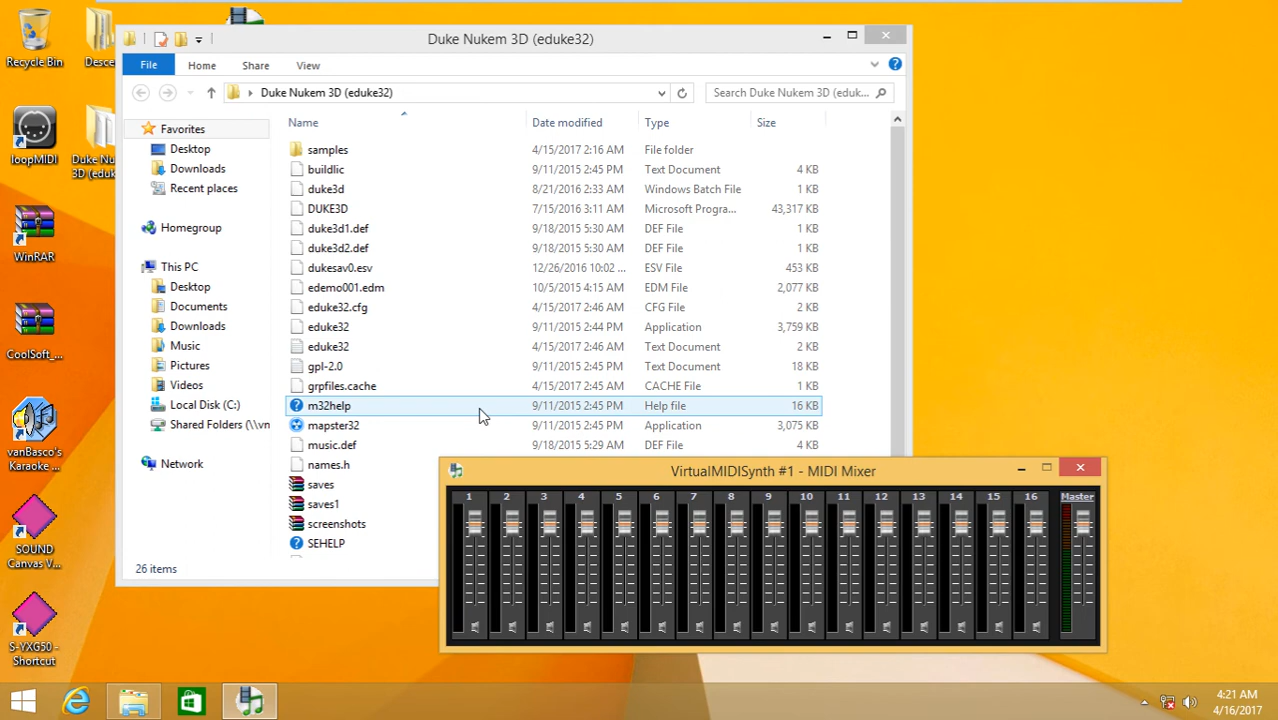 Recycle Bin
Desce
loopMIDI
Duke Nu
3D (eduk
WinRAR
CoolSoft_...
vanBasco's
Karaoke ...
SOUND
Canvas V...
S-YXG50 -
Shortcut
Duke Nukem 3D (eduke32)
File Home Share View
Duke Nukem 3D (eduke32)
Search Duke Nukem 3D (eduk...
Favorites
Desktop
Downloads
Recent places
Homegroup
This PC
Desktop
Documents
Downloads
Music
Pictures
Videos
Local Disk (C:)
Shared Folders (\\vn
Network
Name Date modified Type Size
samples 4/15/2017 2:16 AM File folder
buildlic 9/11/2015 2:45 PM Text Document 4 KB
duke3d 8/21/2016 2:33 AM Windows Batch File 1 KB
DUKE3D 7/15/2016 3:11 AM Microsoft Progra... 43,317 KB
duke3d1.def 9/18/2015 5:30 AM DEF File 1 KB
duke3d2.def 9/18/2015 5:30 AM DEF File 1 KB
dukesav0.esv 12/26/2016 10:02 ... ESV File 453 KB
edemo001.edm 10/5/2015 4:15 AM EDM File 2,077 KB
eduke32.cfg 4/15/2017 2:46 AM CFG File 2 KB
eduke32 9/11/2015 2:44 PM Application 3,759 KB
eduke32 4/15/2017 2:46 AM Text Document 2 KB
gpl-2.0 9/11/2015 2:45 PM Text Document 18 KB
grpfiles.cache 4/15/2017 2:45 AM CACHE File 1 KB
m32help 9/11/2015 2:45 PM Help file 16 KB
mapster32 9/11/2015 2:45 PM Application 3,075 KB
music.def 9/18/2015 5:29 AM DEF File 4 KB
names.h
saves
saves1
screenshots
SEHELP
26 items
VirtualMIDISynth #1 - MIDI Mixer
1 2 3 4 5 6 7 8 9 10 11 12 13 14 15 16 Master
4:21 AM
4/16/2017